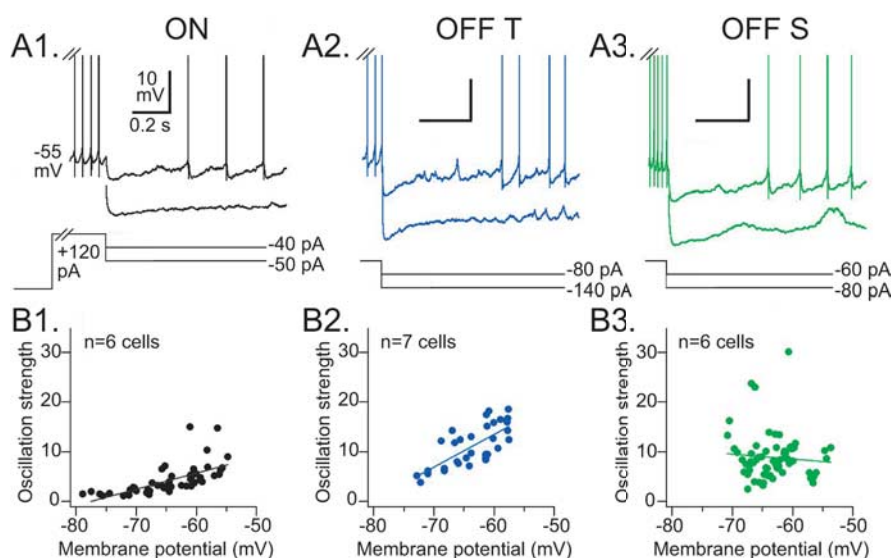 ON
OFF T
OFF S
A1.
A2.
A3.
10
mV
0.2 s
-55
mV
+120
pA
-40 pA
-50 pA
-80 pA
-140 pA
-60 pA
-80 pA
B1.
B2.
B3.
n=6 cells
n=7 cells
n=6 cells
Oscillation strength
30
20
10
0
-80 -70 -60 -50
Membrane potential (mV)
Oscillation strength
30
20
10
0
-80 -70 -60 -50
Membrane potential (mV)
Oscillation strength
30
20
10
0
-80 -70 -60 -50
Membrane potential (mV)